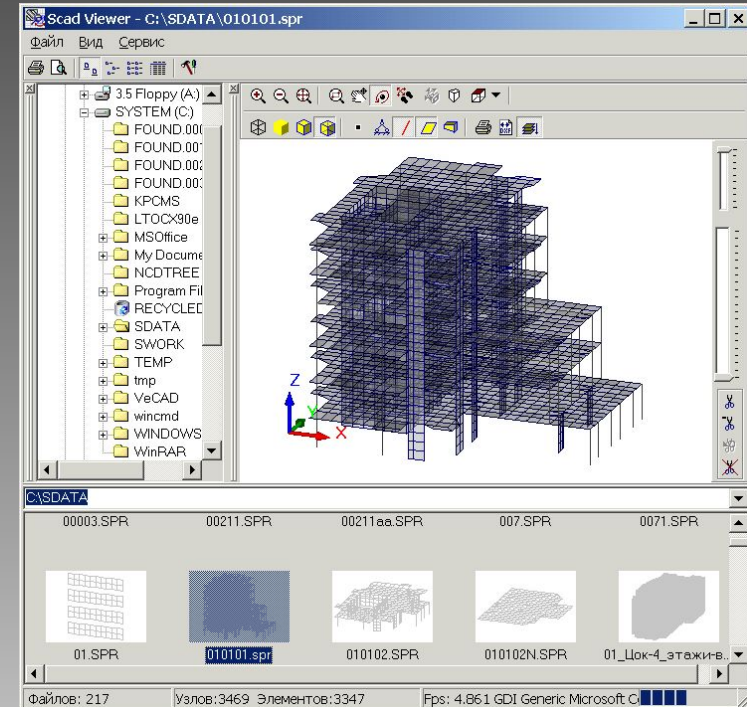 Scad Viewer - C:\SDATA\010101.spr
Файл Вид Сервис
3.5 Floppy (A:)
SYSTEM (C:)
FOUND.000
FOUND.001
FOUND.002
FOUND.003
KPCMS
LTOCX90e
MSOffice
My Docume
NCDTREE
Program Fil
RECYCLED
SDATA
SWORK
TEMP
tmp
VeCAD
wincmd
WINDOWS
WinRAR
Z
Y
X
C:\SDATA
00003.SPR 00211.SPR 00211aa.SPR 007.SPR 0071.SPR
01.SPR 010101.spr 010102.SPR 010102N.SPR 01_Цок-4_этажи-в..
Файлов: 217 Узлов:3469 Элементов:3347 Fps: 4.861 GDI Generic Microsoft C